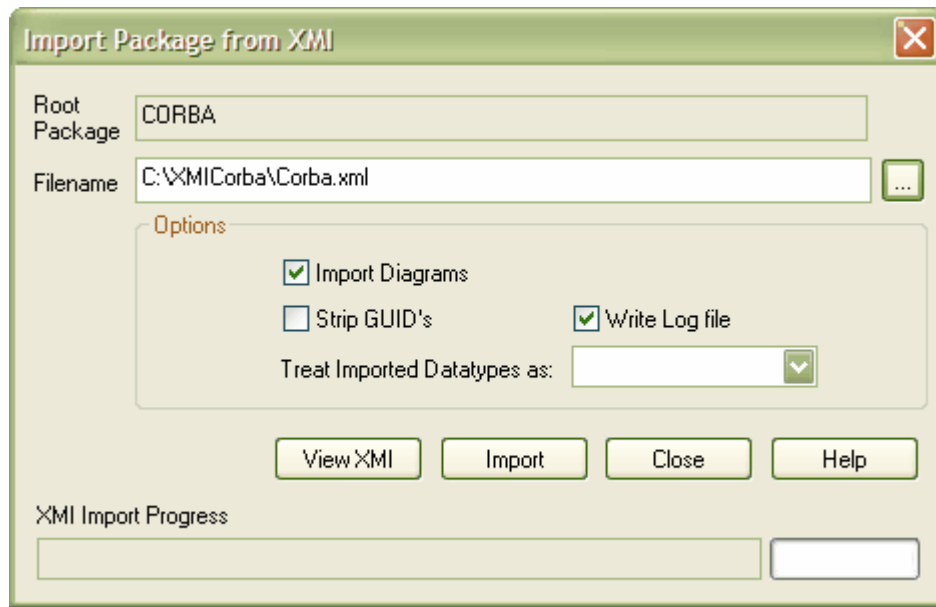 Import Package from XMI
Root
Package
CORBA
Filename
C:\XMICorba\Corba.xml
...
Options
Import Diagrams
Strip GUID's
Write Log file
Treat Imported Datatypes as:
View XMI
Import
Close
Help
XMI Import Progress